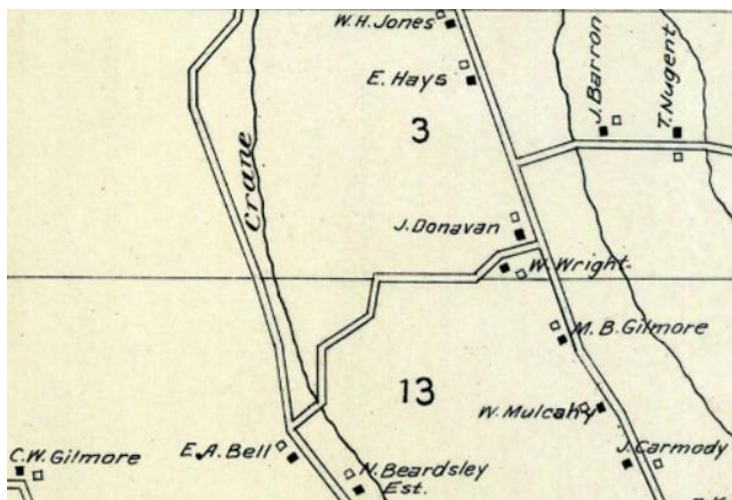 W.H. Jones
E. Hays
J. Barron
T. Nugent
3
Crane
J. Donavan
W. Wright
M. B. Gilmore
13
W. Mulcahy
C.W. Gilmore
E.A. Bell
N. Beardsley
Est.
J. Carmody